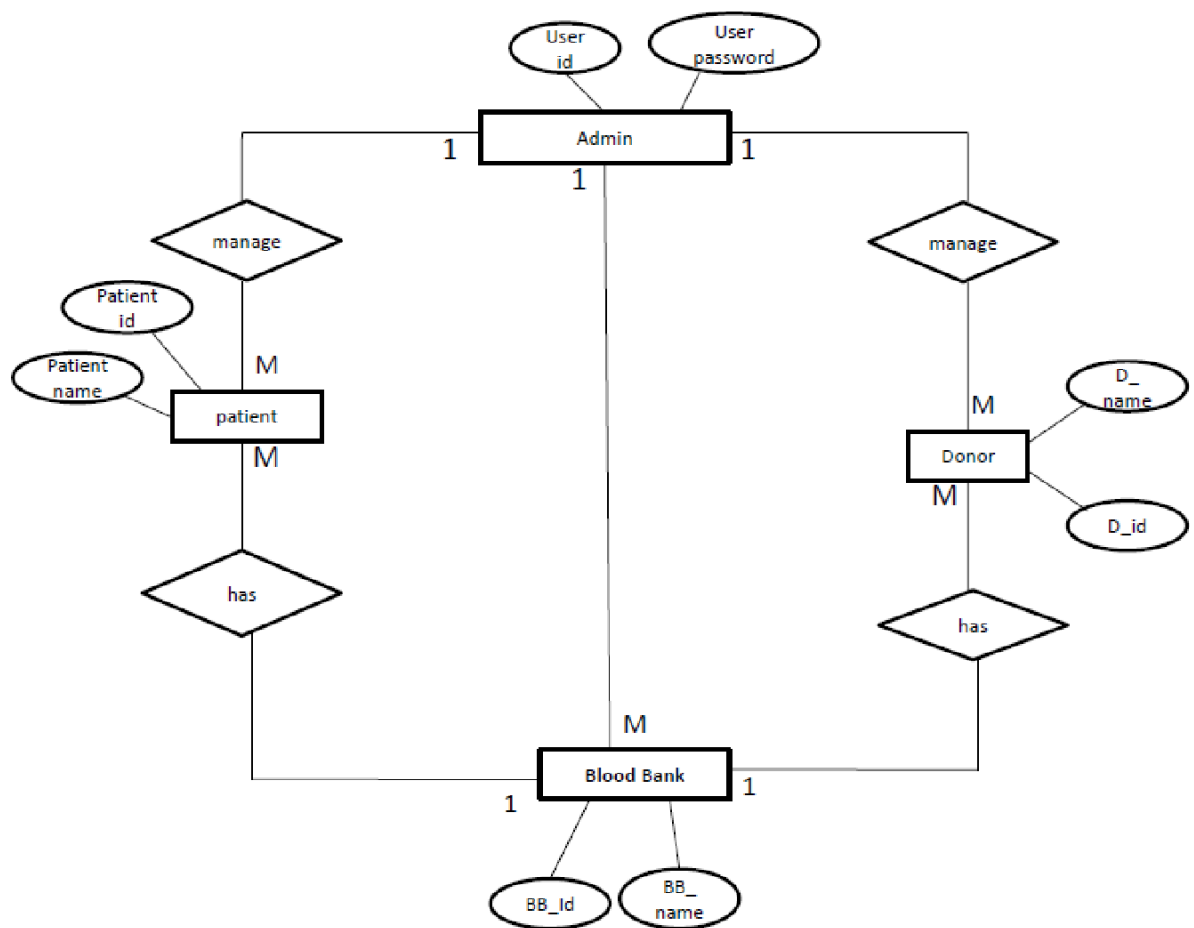 User
id
User
password
Admin
1
1
1
manage
manage
Patient
id
Patient
name
M
patient
M
D_
name
M
Donor
M
D_id
has
has
M
Blood Bank
1
1
BB_Id
BB_
name